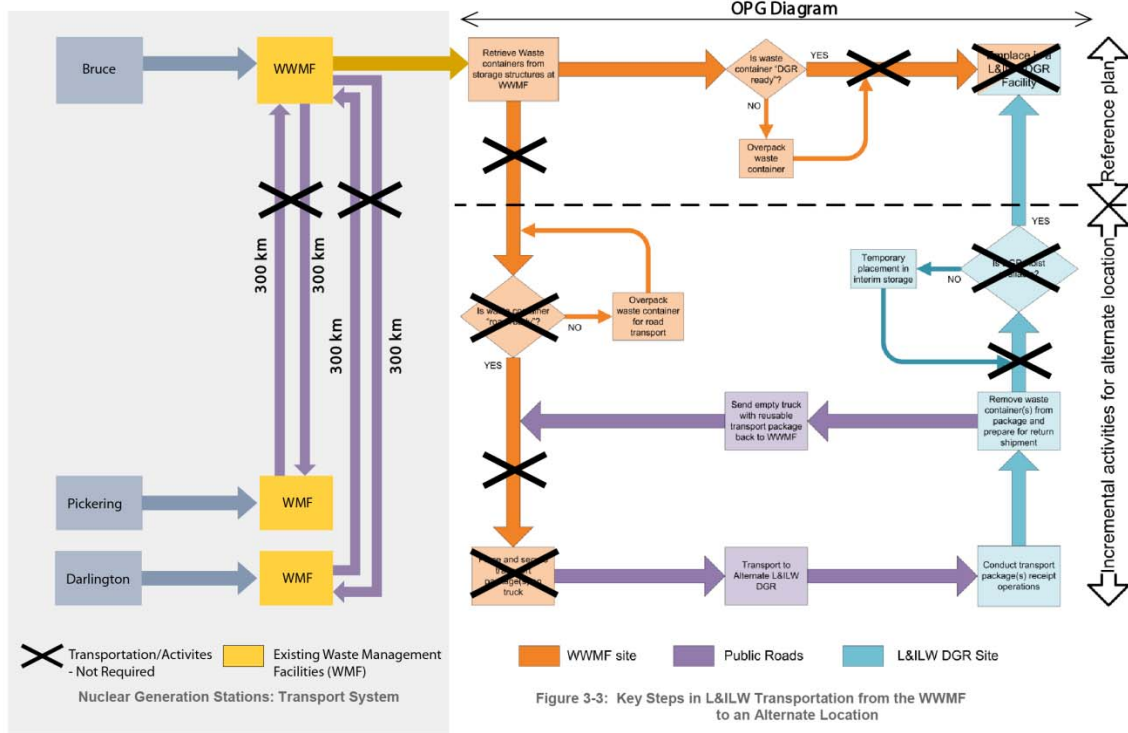 OPG Diagram
Bruce
WWMF
Retrieve Waste
containers from
storage structures at
WWMF
Is waste
container "DGR
ready"?
YES
NO
Overpack
waste
container
L&ILW DGR
Facility
Reference plan
300 km
300 km
300 km
300 km
Is waste container
NO
YES
Overpack
waste container
for road
transport
Temporary
placement in
interim storage
NO
YES
Send empty truck
with reusable
transport package
back to WWMF
Remove waste
container(s) from
package and
prepare for return
shipment
Incremental activities for alternate location
Pickering
WMF
Darlington
WMF
truck
Transport to
Alternate L&ILW
DGR
Conduct transport
package(s) receipt
operations
Transportation/Activites
- Not Required
Existing Waste Management
Facilities (WMF)
Nuclear Generation Stations: Transport System
WWMF site
Public Roads
L&ILW DGR Site
Figure 3-3: Key Steps in L&ILW Transportation from the WWMF
to an Alternate Location